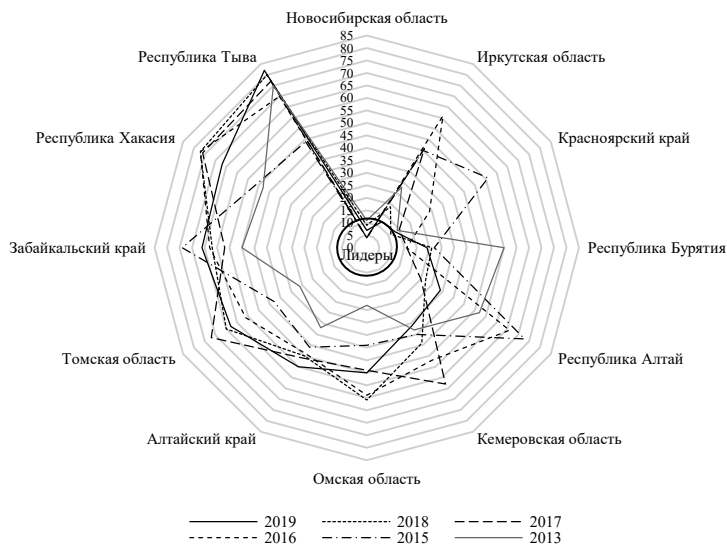 Новосибирская область
Иркутская область
Красноярский край
Республика Бурятия
Республика Алтай
Кемеровская область
Омская область
Алтайский край
Томская область
Забайкальский край
Республика Хакасия
Республика Тыва
85
80
75
70
65
60
55
50
45
40
35
30
25
20
15
10
5
0
Лидеры
2019 2018 2017
2016 2015 2013